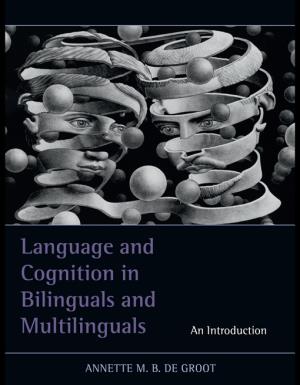 Language and
Cognition in
Bilinguals and
Multilinguals
An Introduction
ANNETTE M. B. DE GROOT